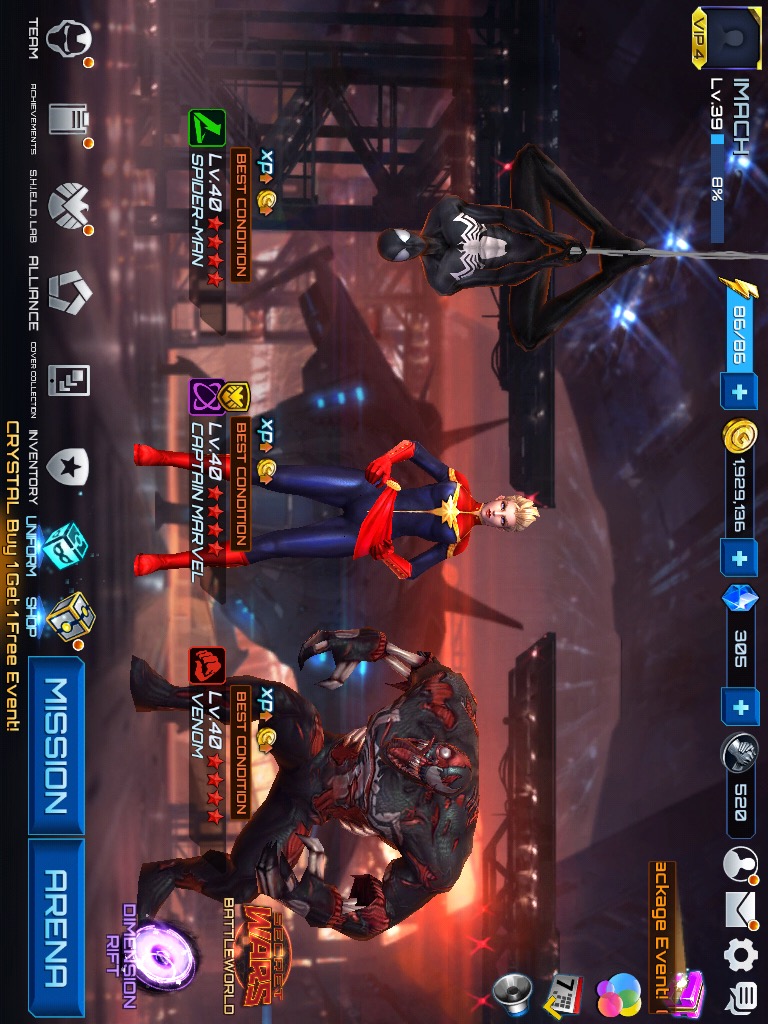 VIP 4
IMACH
Lv.39
8%
86/86
1,929,136
305
520
ackage Event!
7
XP
BEST CONDITION
Lv.40
SPIDER-MAN
XP
BEST CONDITION
Lv.40
CAPTAIN MARVEL
XP
BEST CONDITION
Lv.40
VENOM
SECRET
WARS
BATTLEWORLD
DIMENSION
RIFT
TEAM
ACHIEVEMENTS
S.H.I.E.L.D. LAB
ALLIANCE
COVER COLLECTION
INVENTORY
UNIFORM
SHOP
MISSION
ARENA
CRYSTAL Buy 1 Get 1 Free Event!